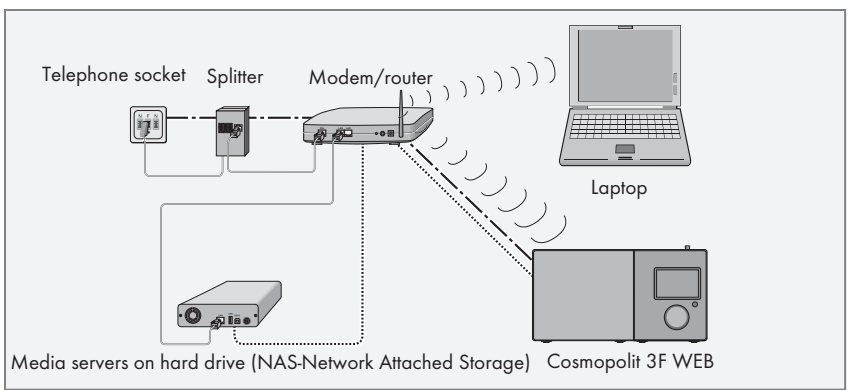 Telephone socket
Splitter
Modem/router
N F N
Laptop
Media servers on hard drive (NAS-Network Attached Storage)
Cosmopolit 3F WEB